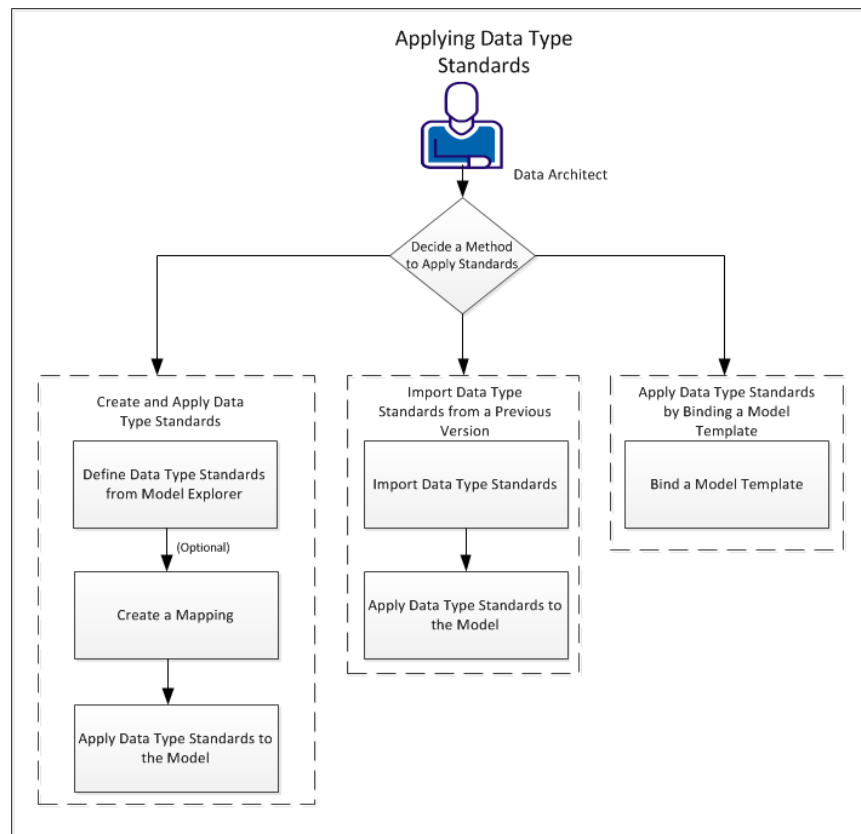 Applying Data Type
Standards
Data Architect
Decide a Method
to Apply Standards
Create and Apply Data
Type Standards
Define Data Type Standards
from Model Explorer
(Optional)
Create a Mapping
Apply Data Type Standards to
the Model
Import Data Type
Standards from a Previous
Version
Import Data Type Standards
Apply Data Type Standards to
the Model
Apply Data Type Standards
by Binding a Model
Template
Bind a Model Template